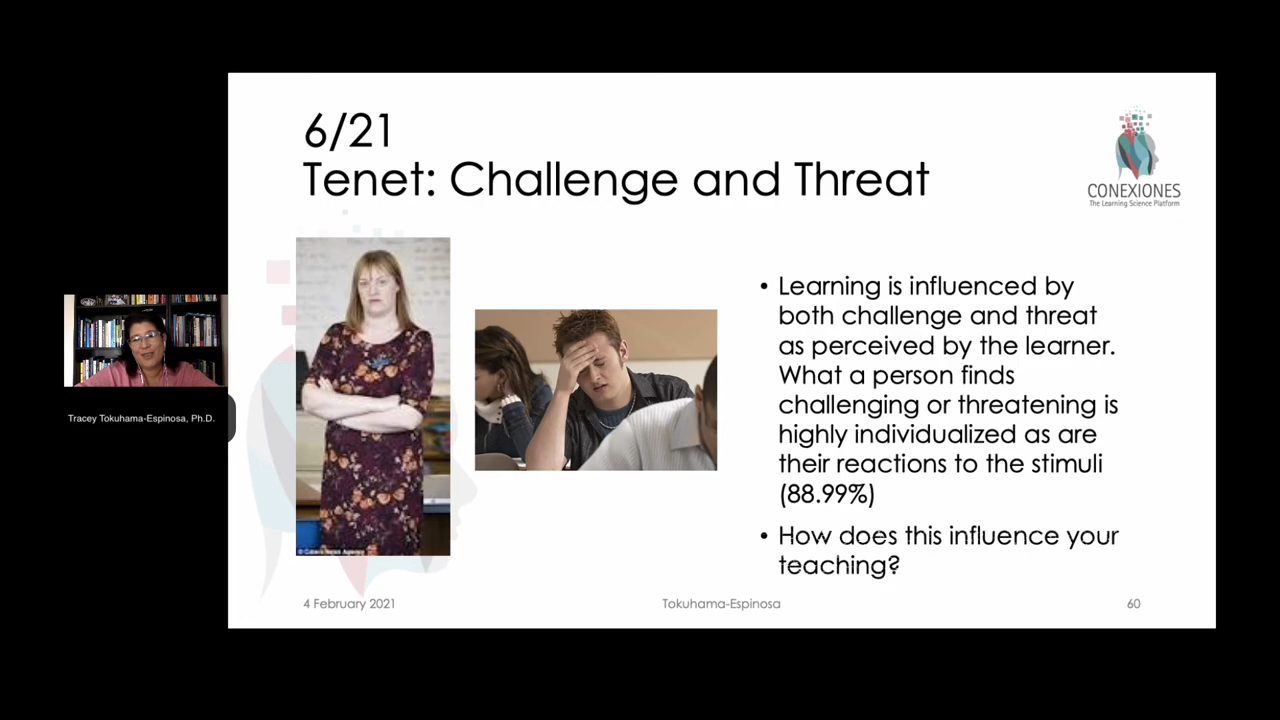 6/21
Tenet: Challenge and Threat
CONEXIONES
The Learning Science Platform
• Learning is influenced by
both challenge and threat
as perceived by the learner.
What a person finds
challenging or threatening is
highly individualized as are
their reactions to the stimuli
(88.99%)
• How does this influence your
teaching?
Tracey Tokuhama-Espinosa, Ph.D.
4 February 2021
Tokuhama-Espinosa
60